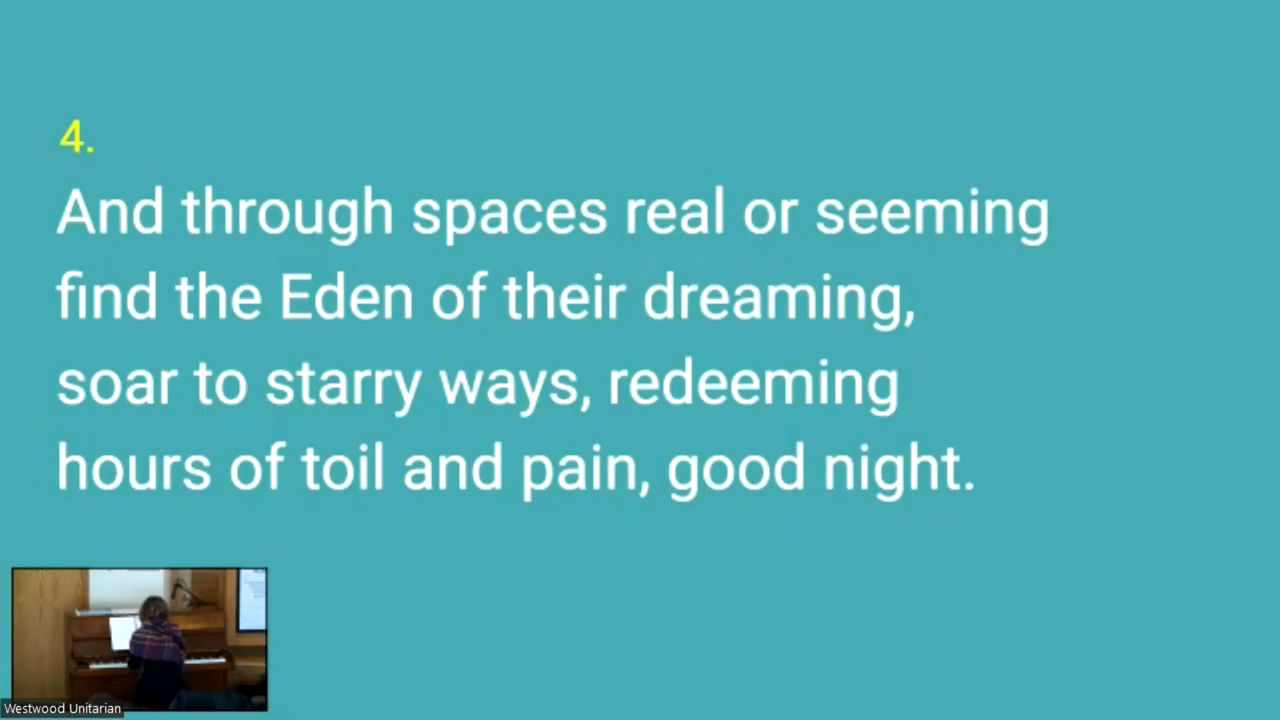 4.
And through spaces real or seeming
find the Eden of their dreaming,
soar to starry ways, redeeming
hours of toil and pain, good night.
Westwood Unitarian